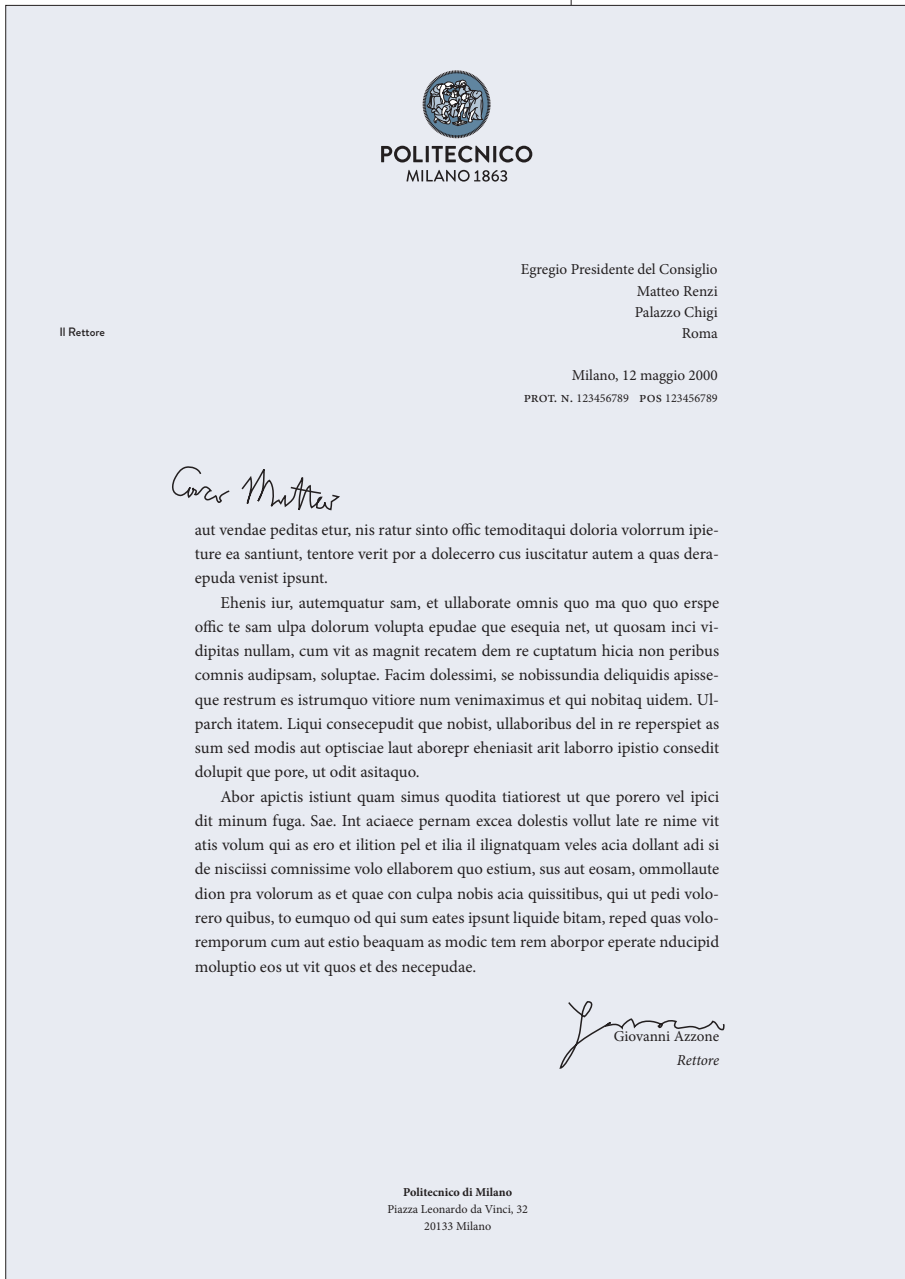 POLITECNICO
MILANO 1863
Egregio Presidente del Consiglio
Matteo Renzi
Palazzo Chigi
Roma
Il Rettore
Milano, 12 maggio 2000
PROT. N. 123456789 POS 123456789
Caro Matteo
aut vendae peditas etur, nis ratur sinto offic temoditaqui doloria volorrum ipie-
ture ea santiunt, tentore verit por a dolecerro cus iuscitatur autem a quas dera-
epuda venist ipsunt.
Ehenis iur, autemquatur sam, et ullaborate omnis quo ma quo quo erspe
offic te sam ulpa dolorum volupta epudae que esequia net, ut quosam inci vi-
dipitas nullam, cum vit as magnit recatem dem re cuptatum hicia non peribus
comnis audipsam, soluptae. Facim dolessimi, se nobissundia deliquidis apisse-
que restrum es istrumquo vitiore num venimaximus et qui nobitaq uidem. Ul-
parch itatem. Liqui consecepudit que nobist, ullaboribus del in re reperspiet as
sum sed modis aut optisciae laut aborepr eheniasit arit laborro ipistio consedit
dolupit que pore, ut odit asitaquo.
Abor apictis istiunt quam simus quodita tiatiorest ut que porero vel ipici
dit minum fuga. Sae. Int aciaece pernam excea dolestis vollut late re nime vit
atis volum qui as ero et ilition pel et ilia il ilignatquam veles acia dollant adi si
de nisciissi comnissime volo ellaborem quo estium, sus aut eosam, ommollaute
dion pra volorum as et quae con culpa nobis acia quissitibus, qui ut pedi volo-
rero quibus, to eumquo od qui sum eates ipsunt liquide bitam, reped quas volo-
remporum cum aut estio beaquam as modic tem rem aborpor eperate nducipid
moluptio eos ut vit quos et des necepudae.
Giovanni Azzone
Rettore
Politecnico di Milano
Piazza Leonardo da Vinci, 32
20133 Milano